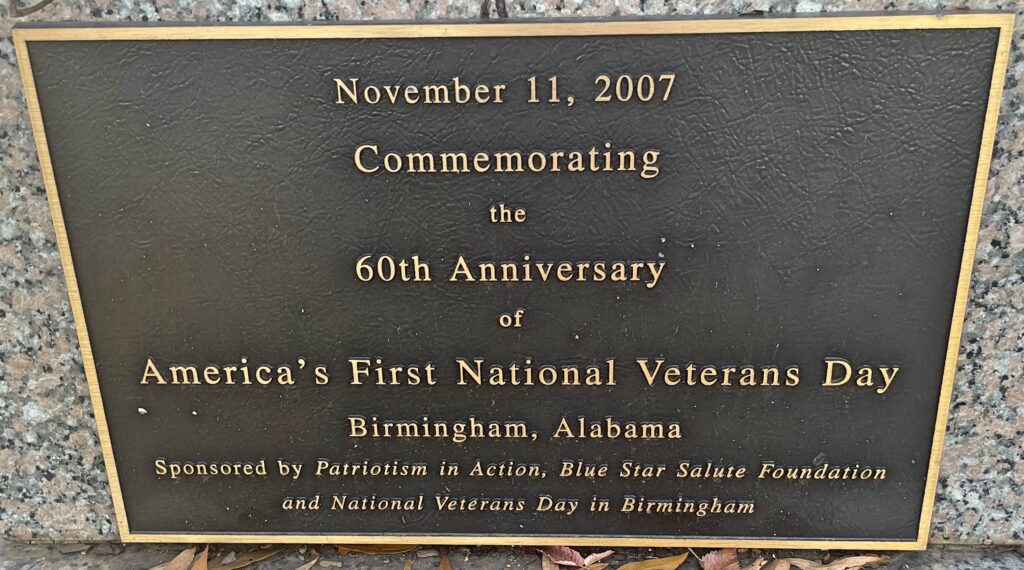 November 11, 2007
Commemorating
the
60th Anniversary
of
America's First National Veterans Day
Birmingham, Alabama
Sponsored by Patriotism in Action, Blue Star Salute Foundation
and National Veterans Day in Birmingham